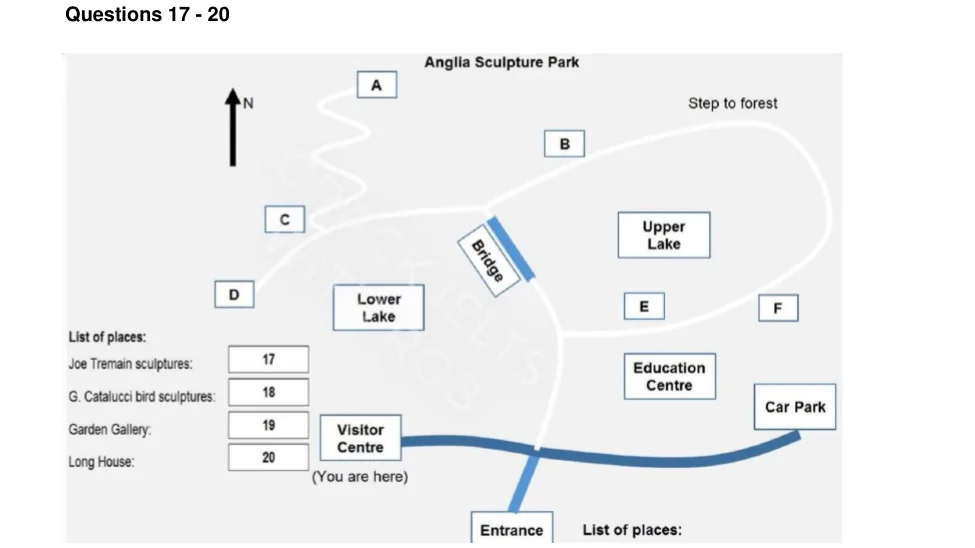 Questions 17 - 20
Anglia Sculpture Park
A
N
Step to forest
B
C
Upper
Lake
Bridge
D
Lower
Lake
E
F
List of places:
Joe Tremain sculptures:
17
Education
Centre
G. Catalucci bird sculptures:
18
Car Park
Garden Gallery:
19
Visitor
Centre
Long House:
20
(You are here)
Entrance
List of places: